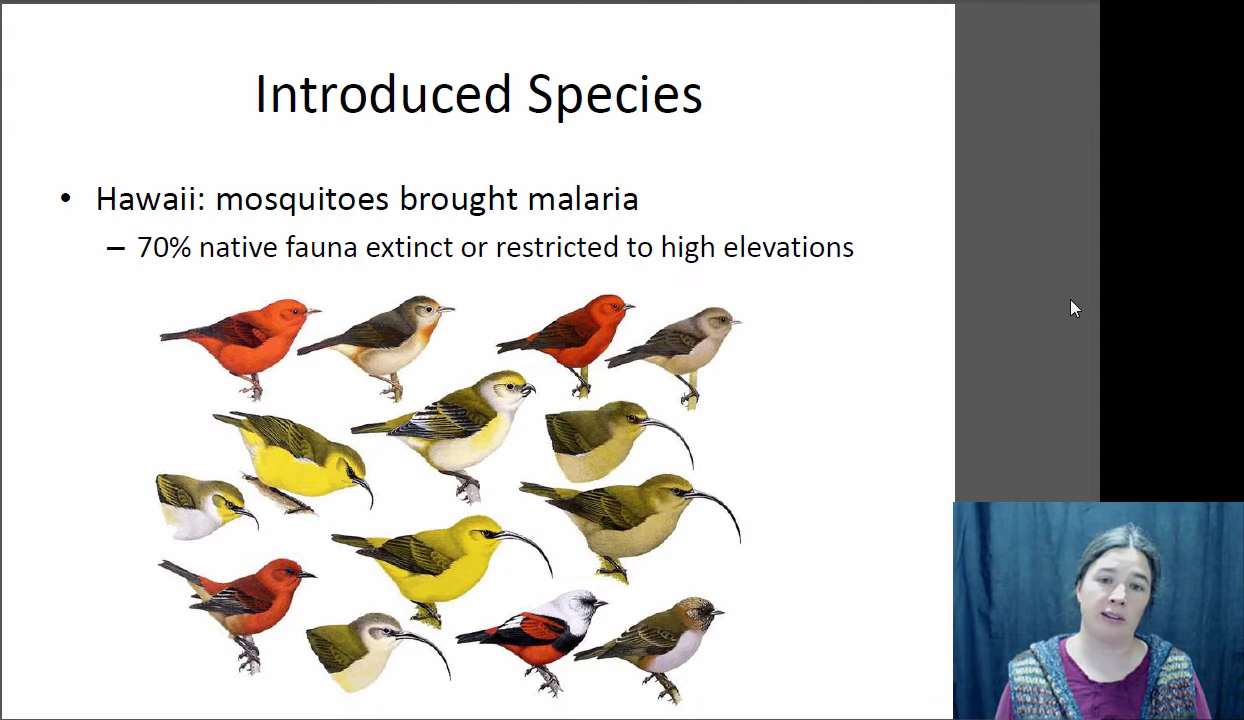 Introduced Species
• Hawaii: mosquitoes brought malaria
– 70% native fauna extinct or restricted to high elevations